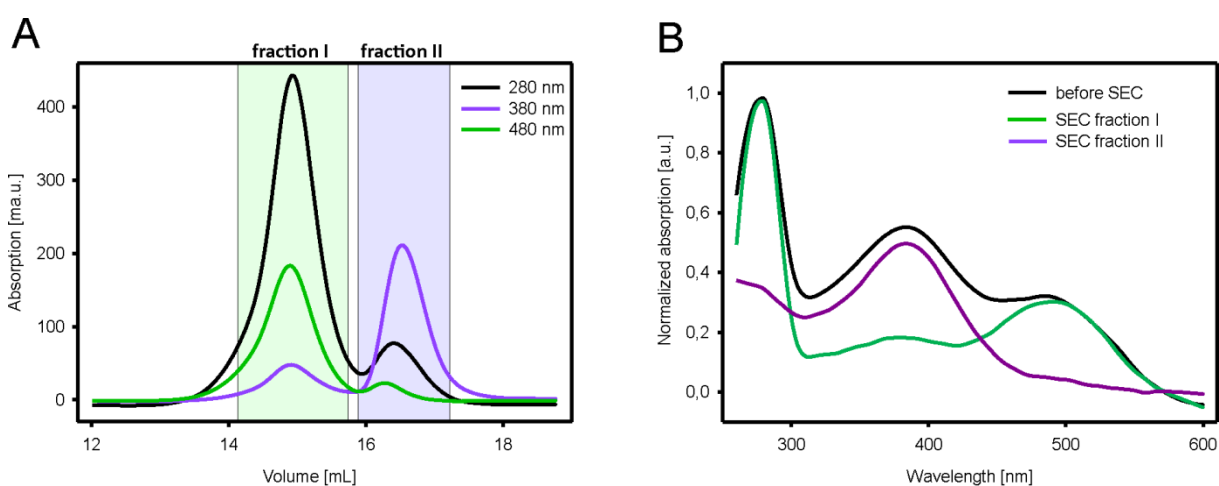 A
fraction I
fraction II
280 nm
380 nm
480 nm
400
300
200
100
0
Absorption [ma.u.]
12
14
16
18
Volume [mL]
B
before SEC
SEC fraction I
SEC fraction II
1,0
0,8
0,6
0,4
0,2
0,0
Normalized absorption [a.u.]
300
400
500
600
Wavelength [nm]